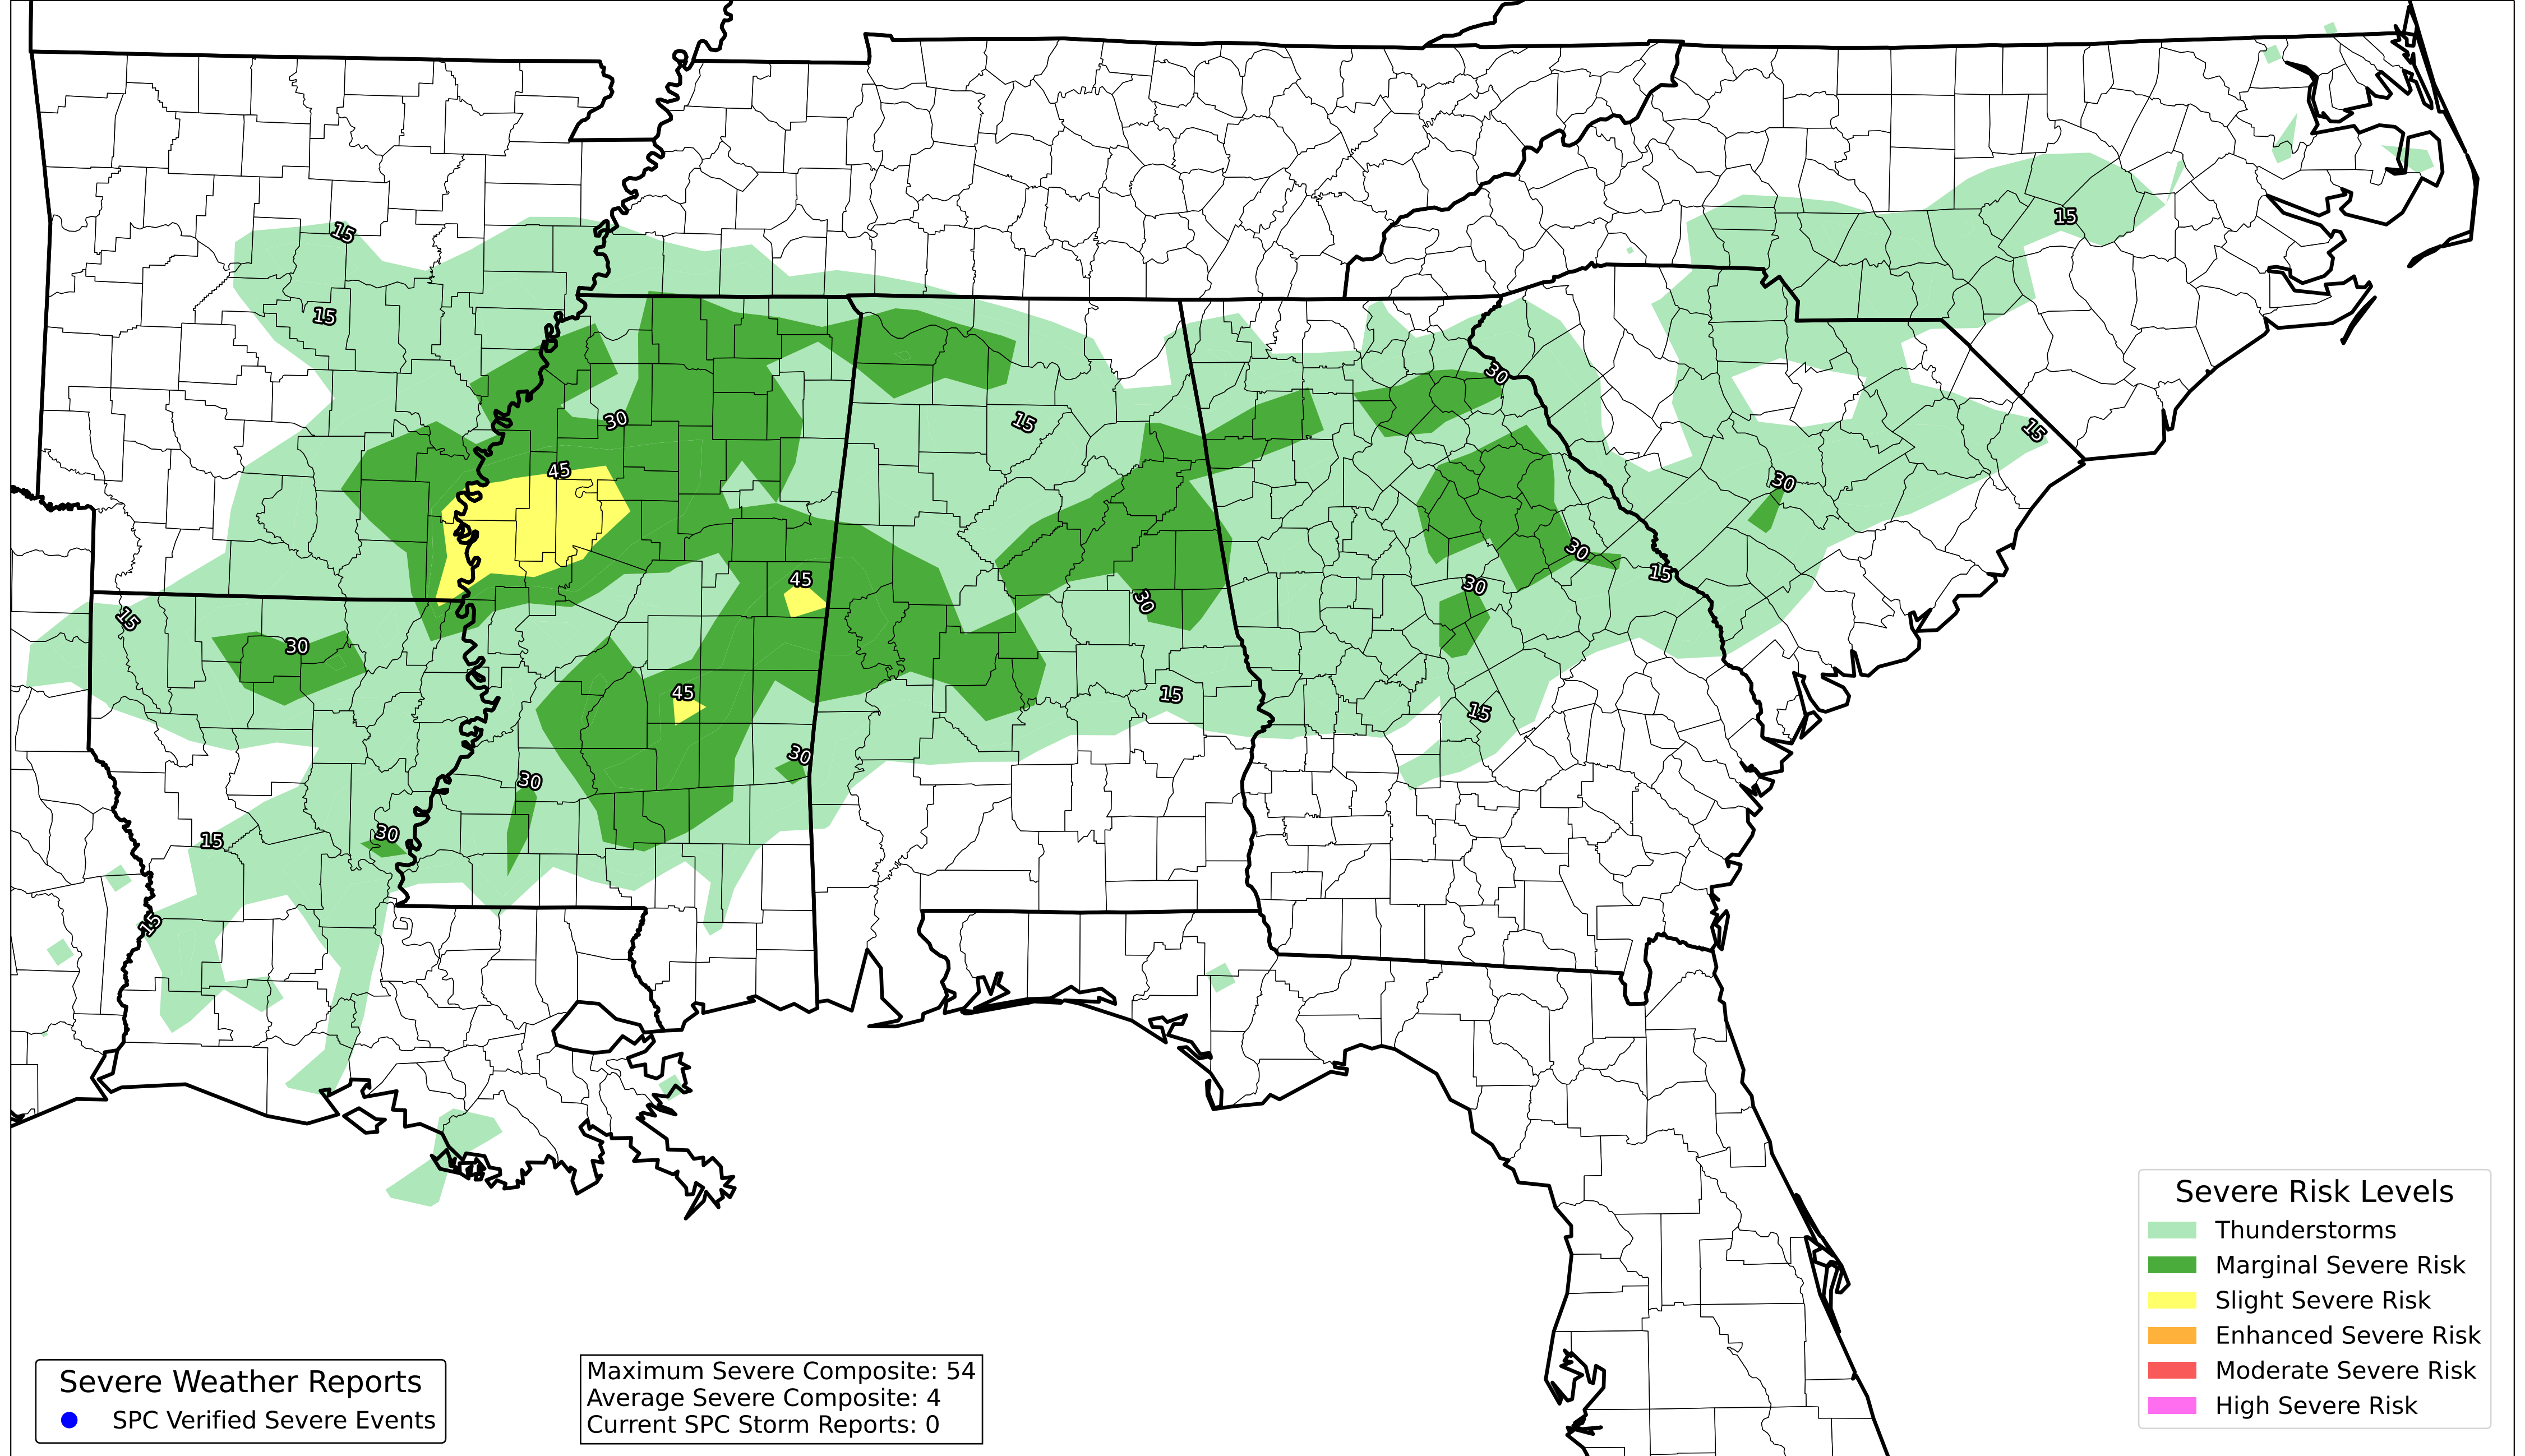 15
15
15
30
15
30
45
15
30
30
15
45
30
30
15
30
15
30
45
15
15
30
30
30
15
15
Severe Risk Levels
Thunderstorms
Marginal Severe Risk
Slight Severe Risk
Enhanced Severe Risk
Moderate Severe Risk
High Severe Risk
Severe Weather Reports
SPC Verified Severe Events
Maximum Severe Composite: 54
Average Severe Composite: 4
Current SPC Storm Reports: 0